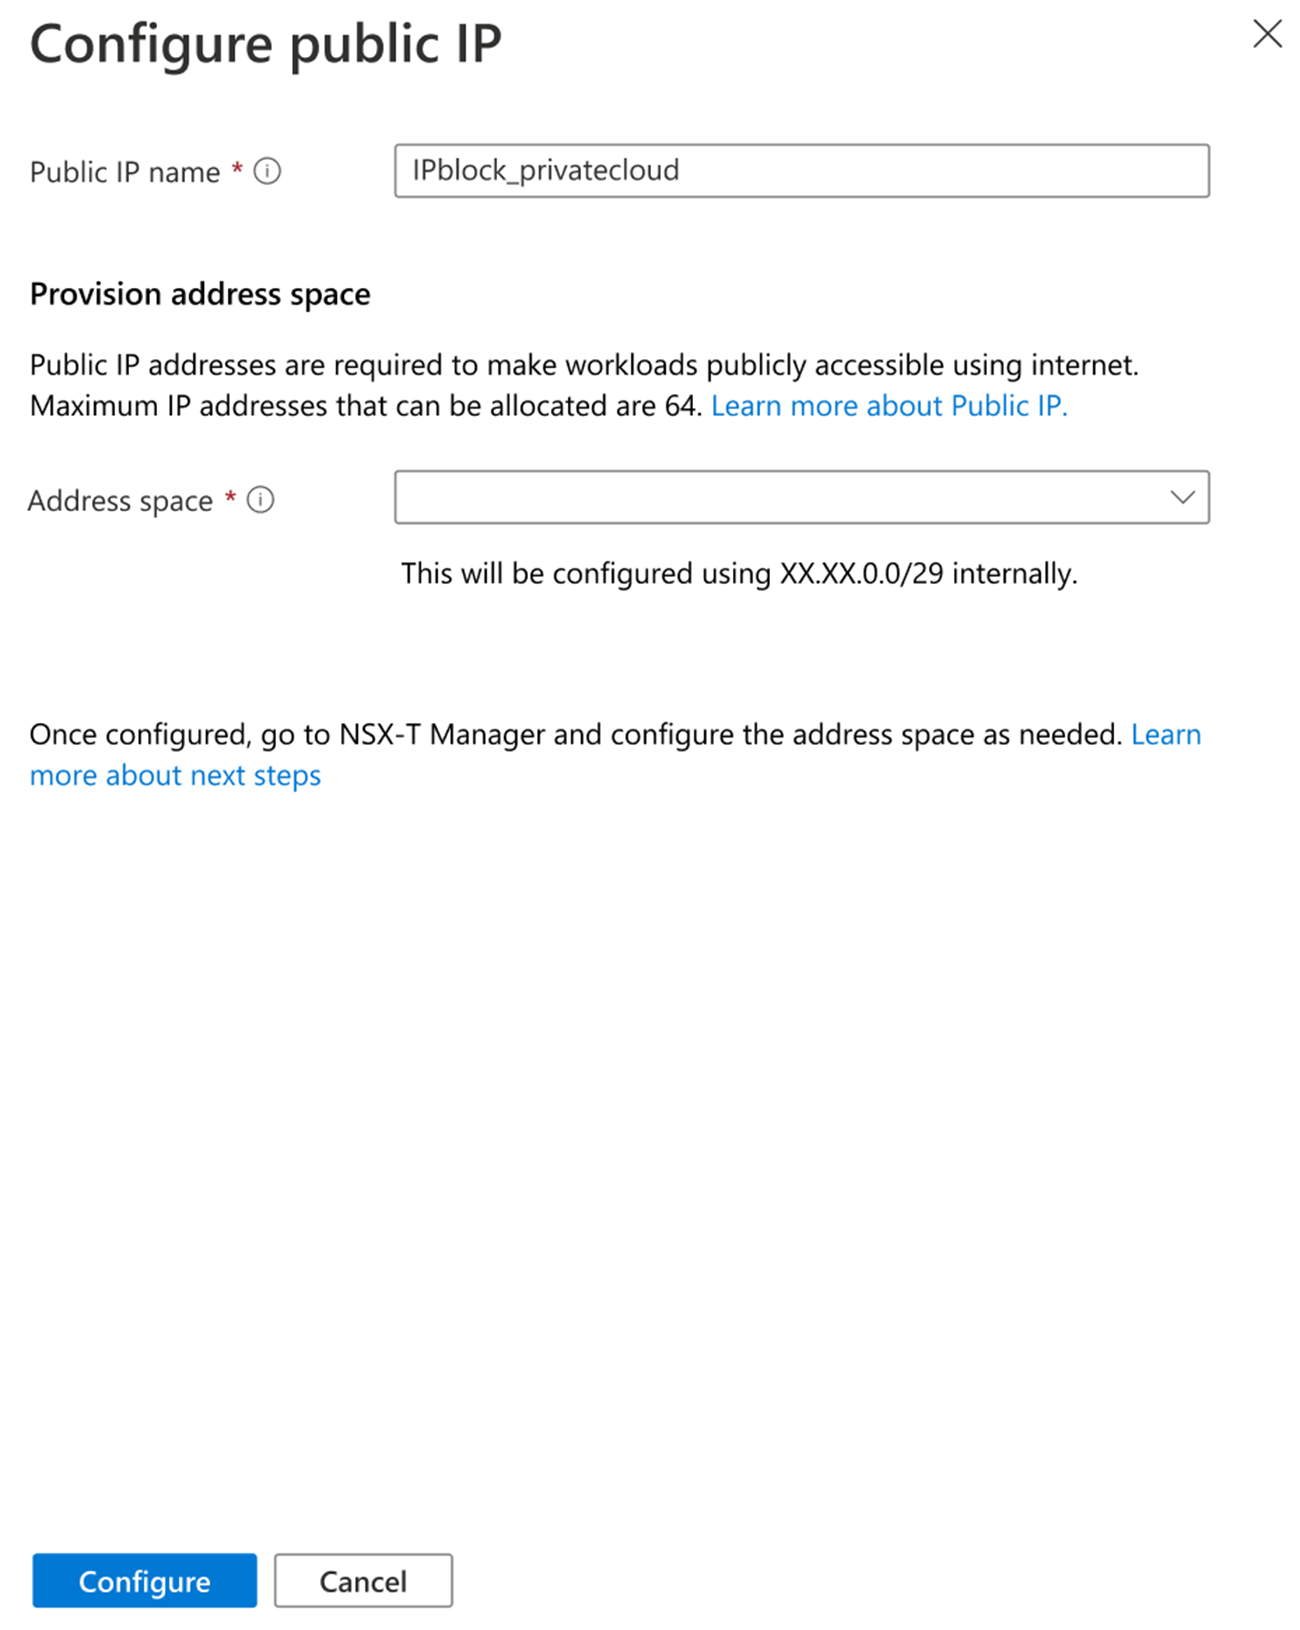 Configure public IP
Public IP name *
IPblock_privatecloud
Provision address space
Public IP addresses are required to make workloads publicly accessible using internet.
Maximum IP addresses that can be allocated are 64. Learn more about Public IP.
Address space *
This will be configured using XX.XX.0.0/29 internally.
Once configured, go to NSX-T Manager and configure the address space as needed. Learn
more about next steps
Configure
Cancel